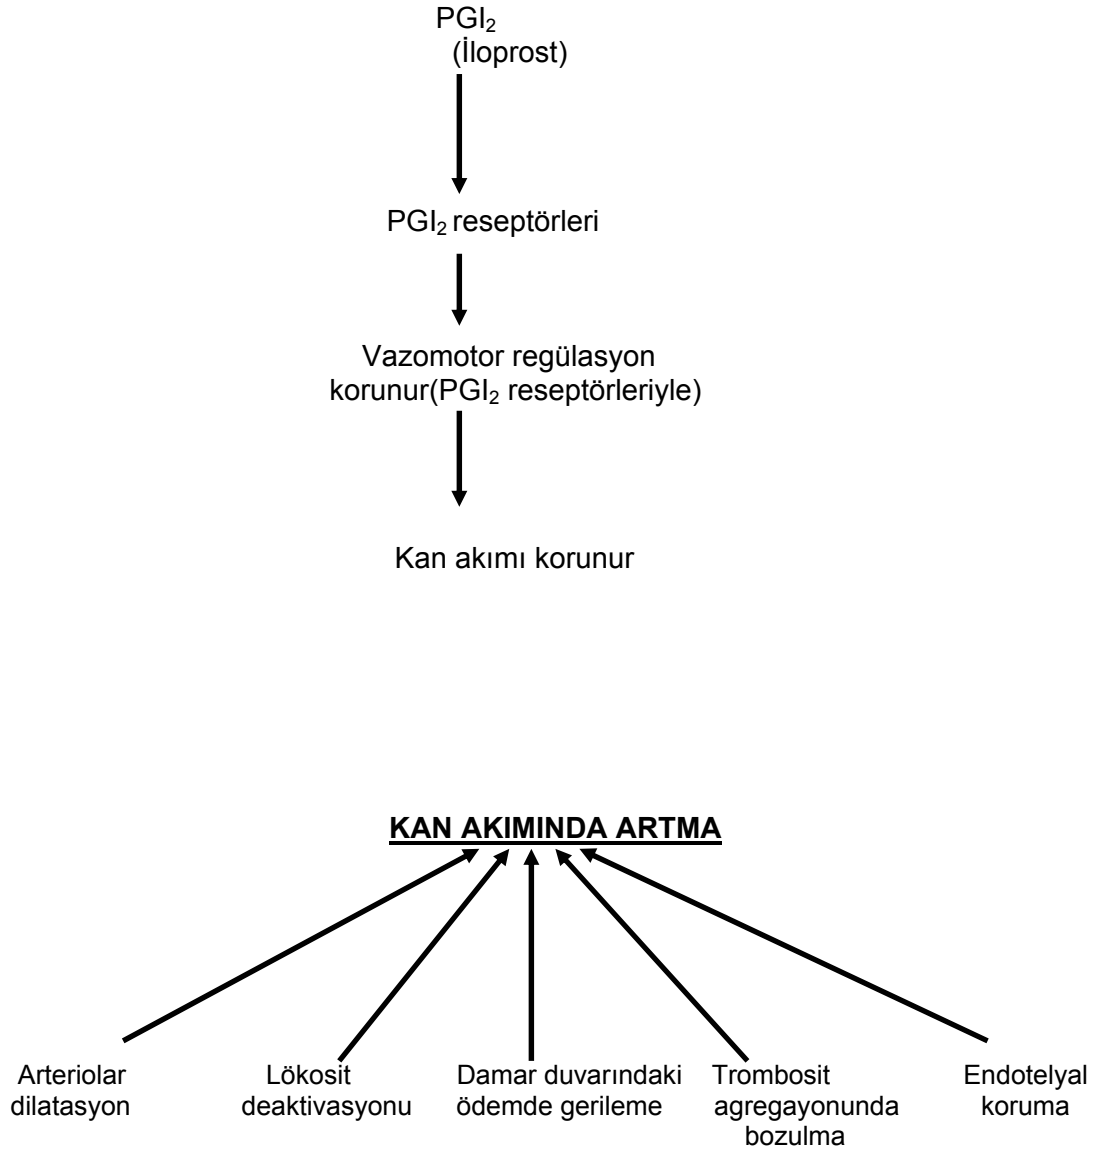 PGI₂
(İloprost)
PGI₂ reseptörleri
Vazomotor regülasyon
korunur(PGI₂ reseptörleriyle)
Kan akımı korunur
KAN AKIMINDA ARTMA
Arteriolar
dilatasyon
Lökosit
deaktivasyonu
Damar duvarındaki
ödemde gerileme
Trombosit
agregayonunda
bozulma
Endotelyal
koruma